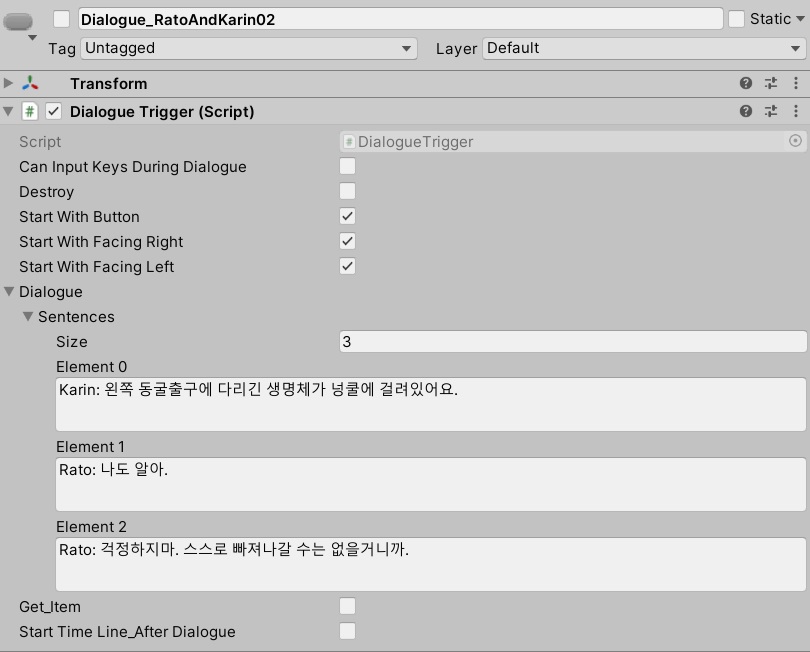 Dialogue_RatoAndKarin02
Static
Tag Untagged Layer Default
Transform
Dialogue Trigger (Script)
Script DialogueTrigger
Can Input Keys During Dialogue
Destroy
Start With Button
Start With Facing Right
Start With Facing Left
Dialogue
Sentences
Size 3
Element 0
Karin: 왼쪽 동굴출구에 다리긴 생명체가 넝쿨에 걸려있어요.
Element 1
Rato: 나도 알아.
Element 2
Rato: 걱정하지마. 스스로 빠져나갈 수는 없을거니까.
Get_Item
Start Time Line_After Dialogue